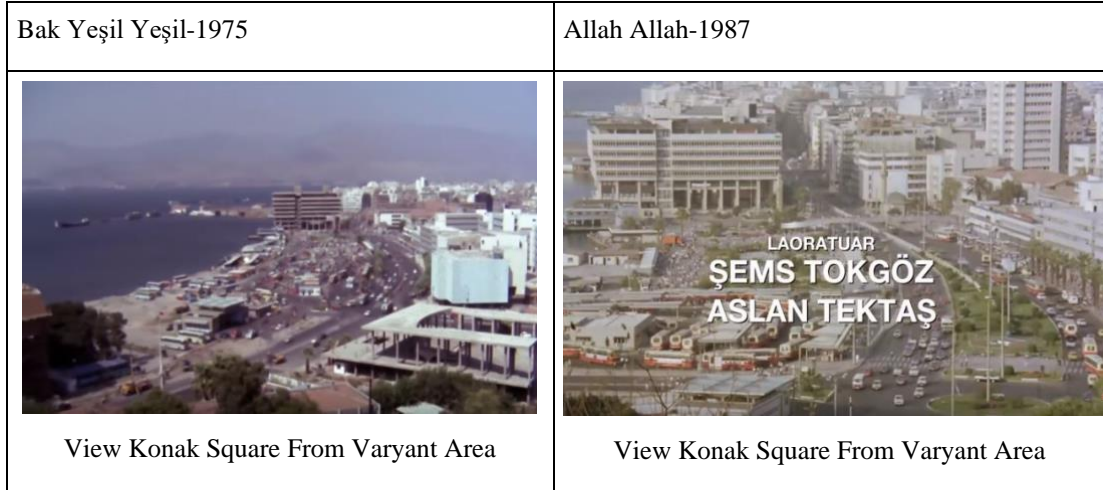 Bak Yeşil Yeşil-1975
Allah Allah-1987
LAORATUAR
ŞEMS TOKGÖZ
ASLAN TEKTAŞ
View Konak Square From Varyant Area
View Konak Square From Varyant Area